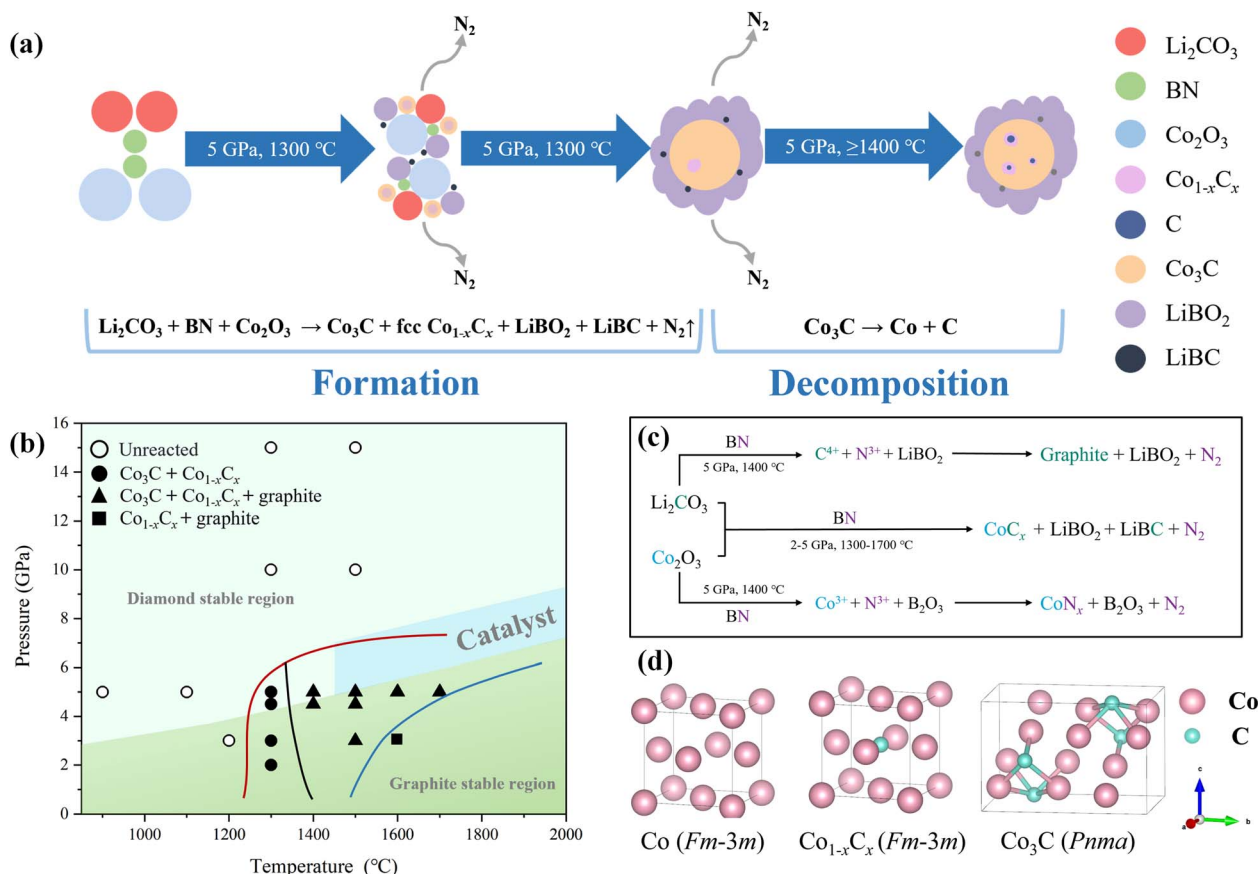 (a)
N₂
N₂
Li₂CO₃
BN
Co₂O₃
Co₁₋ₓCₓ
C
Co₃C
LiBO₂
LiBC
5 GPa, 1300 °C
5 GPa, 1300 °C
5 GPa, ≥1400 °C
N₂
N₂
Li₂CO₃ + BN + Co₂O₃ → Co₃C + fcc Co₁₋ₓCₓ + LiBO₂ + LiBC + N₂↑
Co₃C → Co + C
Formation
Decomposition
(b)
Pressure (GPa)
16
14
12
10
8
6
4
2
0
Unreacted
Co₃C + Co₁₋ₓCₓ
Co₃C + Co₁₋ₓCₓ + graphite
Co₁₋ₓCₓ + graphite
Diamond stable region
Catalyst
Graphite stable region
1000
1200
1400
1600
1800
2000
Temperature (°C)
(c)
BN
5 GPa, 1400 °C
C⁴⁺ + N³⁺ + LiBO₂
Graphite + LiBO₂ + N₂
Li₂CO₃
BN
2-5 GPa, 1300-1700 °C
CoCₓ + LiBO₂ + LiBC + N₂
Co₂O₃
5 GPa, 1400 °C
BN
Co³⁺ + N³⁺ + B₂O₃
CoNₓ + B₂O₃ + N₂
(d)
Co
C
c
a
b
Co (Fm-3m)
Co₁₋ₓCₓ (Fm-3m)
Co₃C (Pnma)